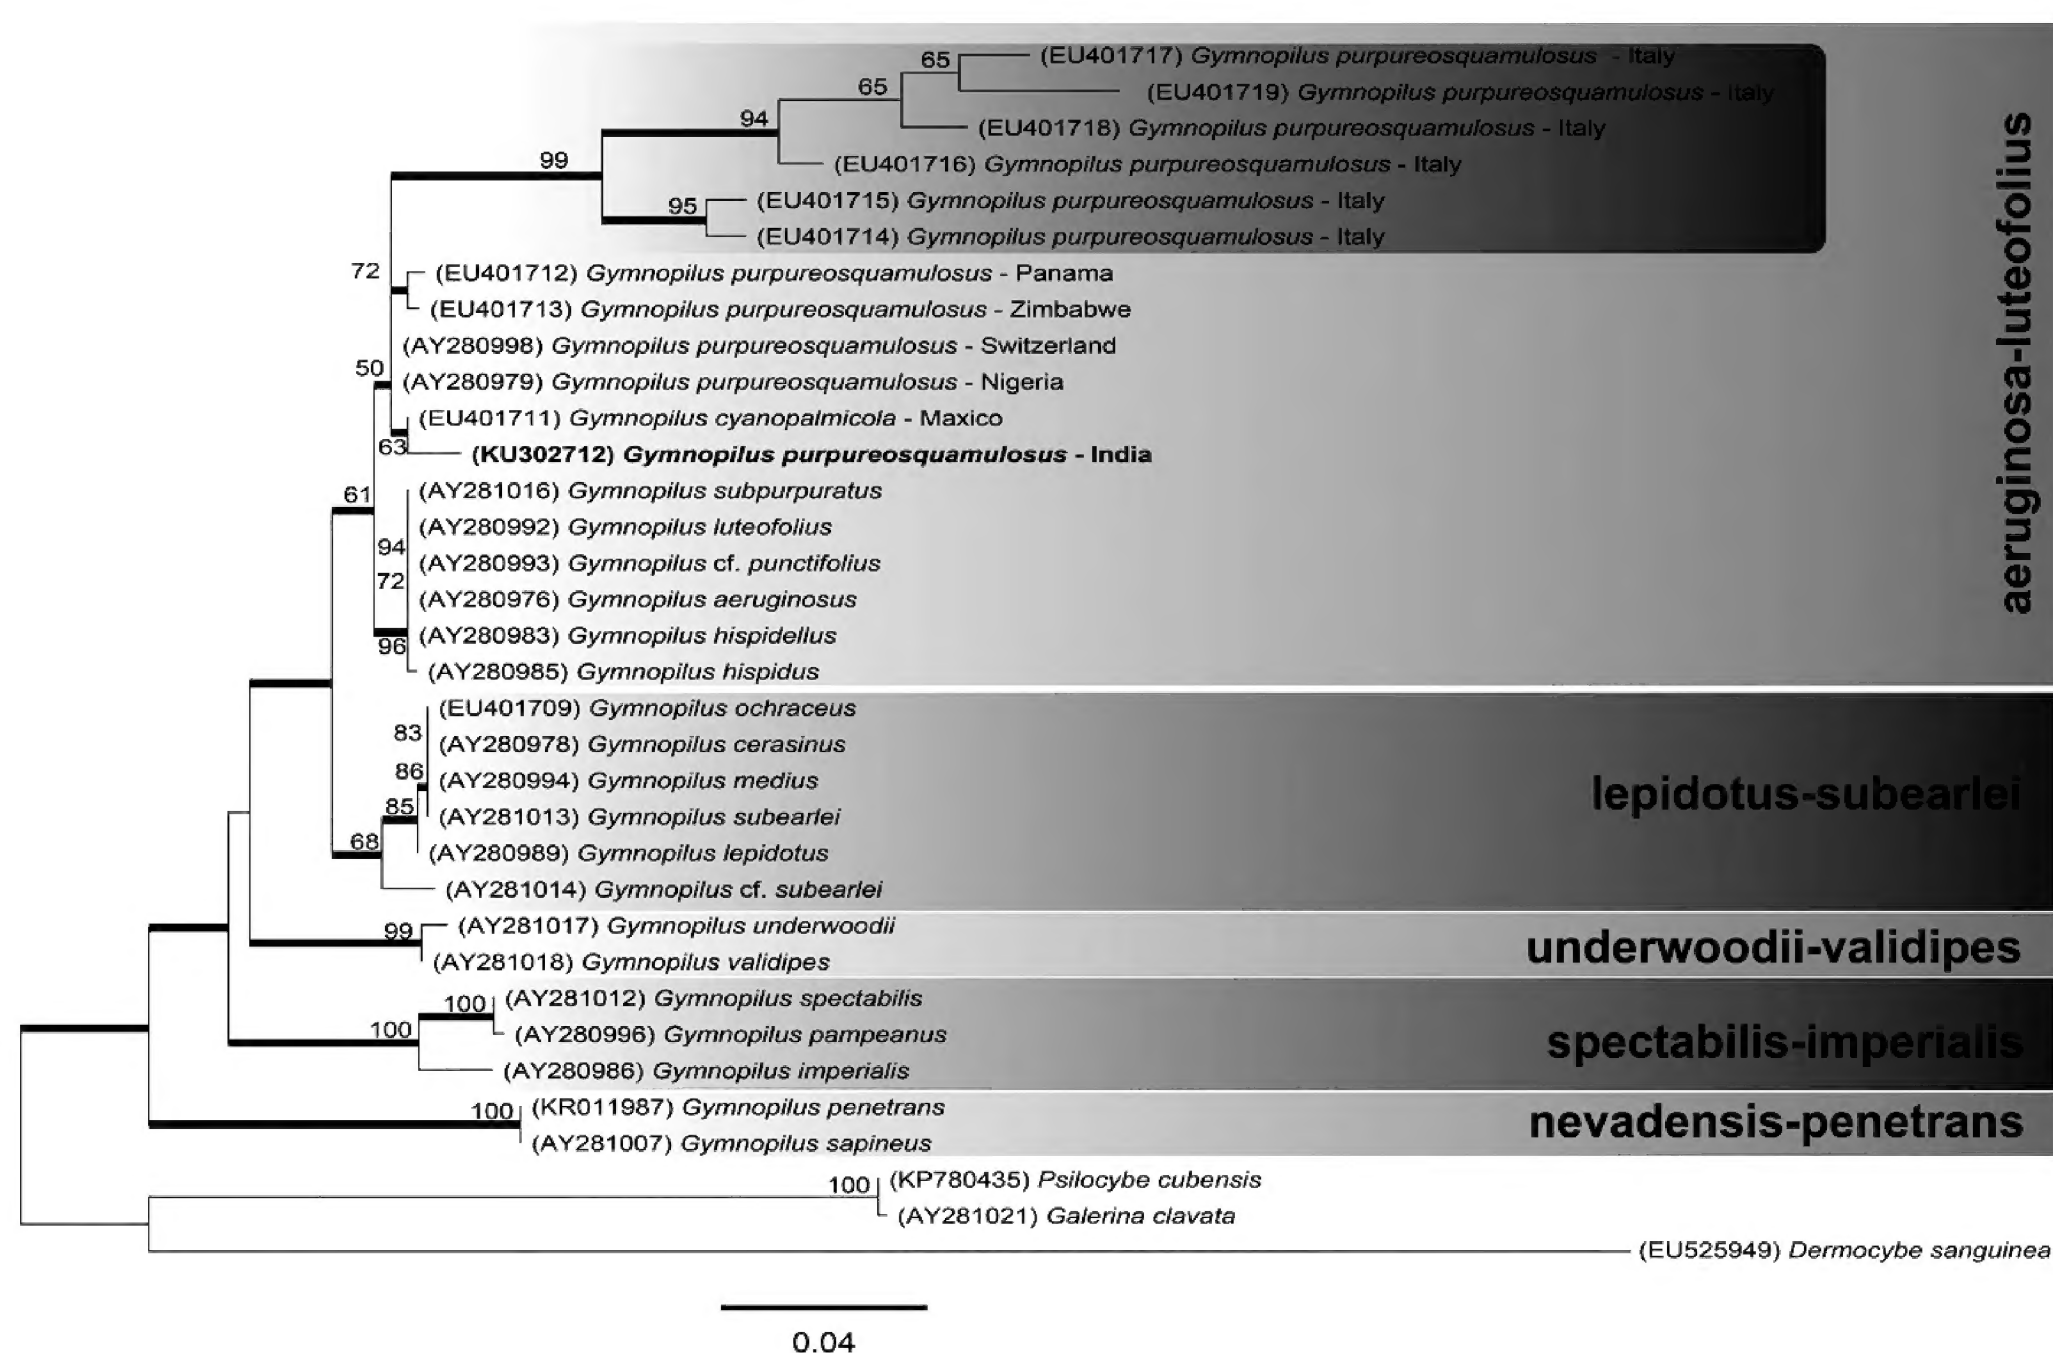 65 (EU401717) Gymnopilus purpureosquamulosus - Italy
65 (EU401719) Gymnopilus purpureosquamulosus - Italy
94 (EU401718) Gymnopilus purpureosquamulosus - Italy
99 (EU401716) Gymnopilus purpureosquamulosus - Italy
95 (EU401715) Gymnopilus purpureosquamulosus - Italy
(EU401714) Gymnopilus purpureosquamulosus - Italy
72 (EU401712) Gymnopilus purpureosquamulosus - Panama
(EU401713) Gymnopilus purpureosquamulosus - Zimbabwe
(AY280998) Gymnopilus purpureosquamulosus - Switzerland
50 (AY280979) Gymnopilus purpureosquamulosus - Nigeria
(EU401711) Gymnopilus cyanopalmicola - Maxico
63 (KU302712) Gymnopilus purpureosquamulosus - India
61 (AY281016) Gymnopilus subpurpuratus
(AY280992) Gymnopilus luteofolius
94 (AY280993) Gymnopilus cf. punctifolius
72 (AY280976) Gymnopilus aeruginosus
96 (AY280983) Gymnopilus hispidellus
(AY280985) Gymnopilus hispidus
aeruginosa-luteofolius
(EU401709) Gymnopilus ochraceus
83 (AY280978) Gymnopilus cerasinus
86 (AY280994) Gymnopilus medius
85 (AY281013) Gymnopilus subearlei
68 (AY280989) Gymnopilus lepidotus
(AY281014) Gymnopilus cf. subearlei
lepidotus-subearlei
99 (AY281017) Gymnopilus underwoodii
(AY281018) Gymnopilus validipes
underwoodii-validipes
100 (AY281012) Gymnopilus spectabilis
100 (AY280996) Gymnopilus pampeanus
(AY280986) Gymnopilus imperialis
spectabilis-imperialis
100 (KR011987) Gymnopilus penetrans
(AY281007) Gymnopilus sapineus
nevadensis-penetrans
100 (KP780435) Psilocybe cubensis
(AY281021) Galerina clavata
(EU525949) Dermocybe sanguinea
0.04